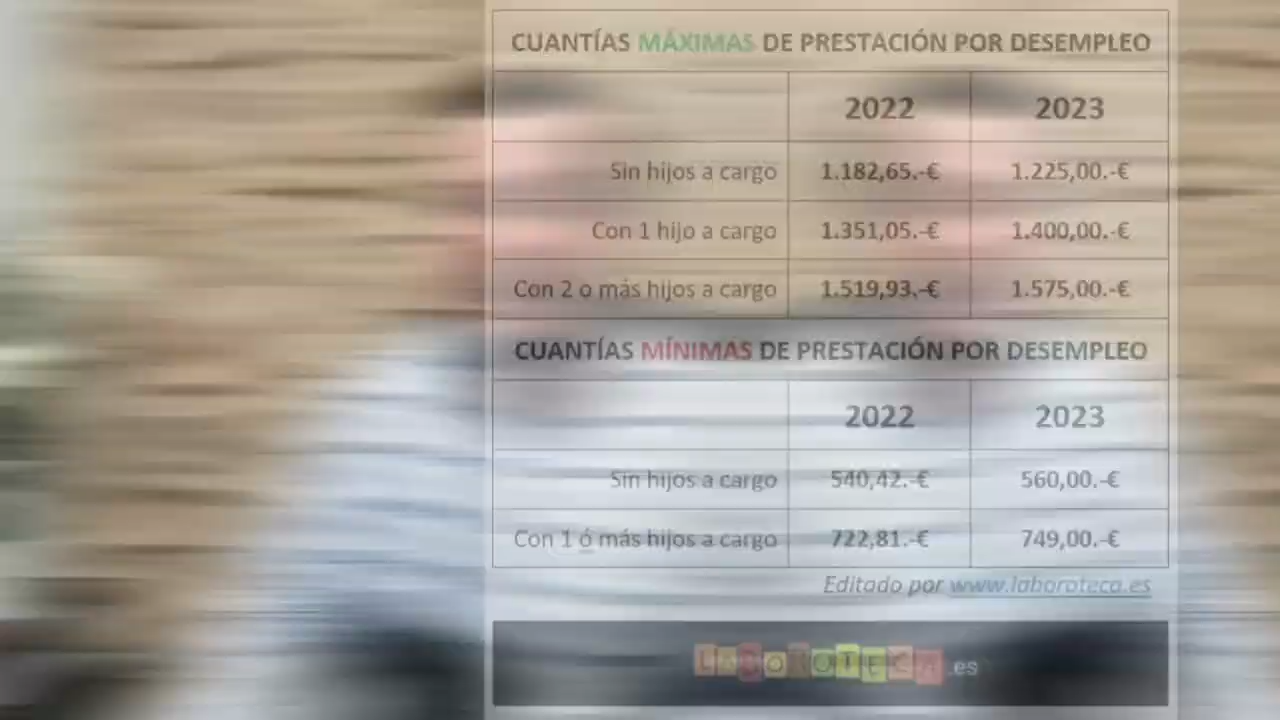 CUANTÍAS MÁXIMAS DE PRESTACIÓN POR DESEMPLEO
2022 2023
Sin hijos a cargo 1.182,65.-€ 1.225,00.-€
Con 1 hijo a cargo 1.351,05.-€ 1.400,00.-€
Con 2 o más hijos a cargo 1.519,93.-€ 1.575,00.-€
CUANTÍAS MÍNIMAS DE PRESTACIÓN POR DESEMPLEO
2022 2023
Sin hijos a cargo 540,42.-€ 560,00.-€
Con 1 ó más hijos a cargo 722,81.-€ 749,00.-€
Editado por www.laboroteca.es
LABOROTECA.es